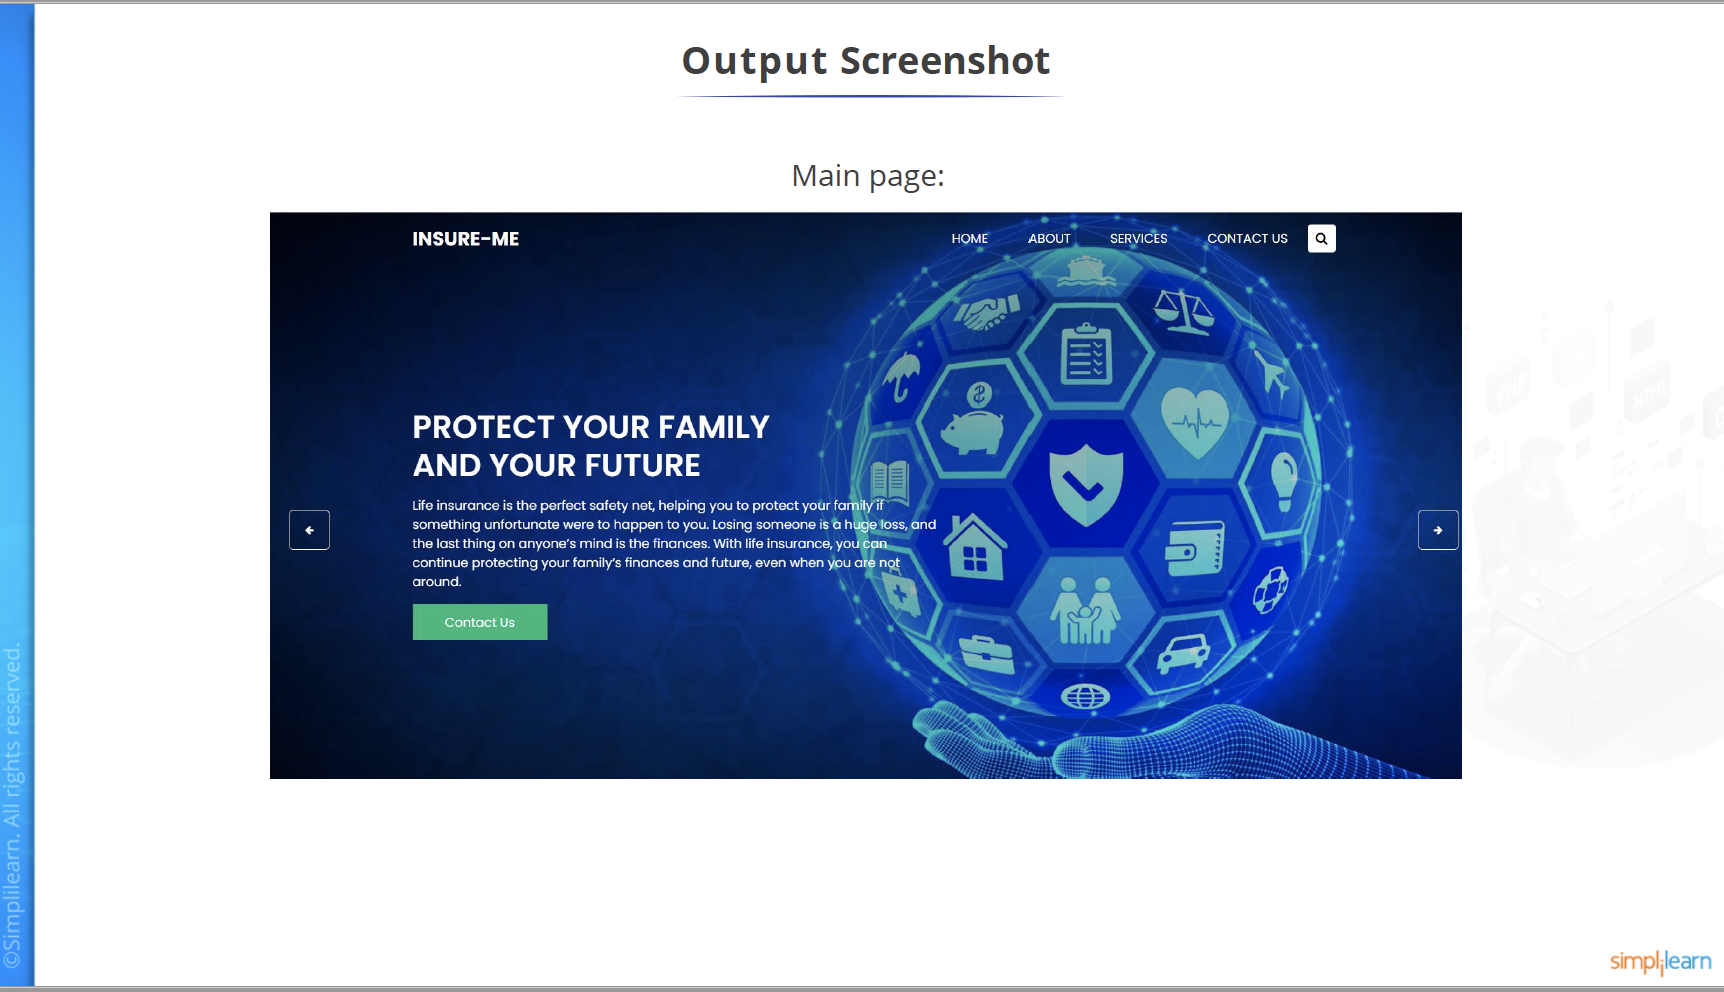 Output Screenshot
Main page:
INSURE-ME
HOME
ABOUT
SERVICES
CONTACT US
PROTECT YOUR FAMILY
AND YOUR FUTURE
Life insurance is the perfect safety net, helping you to protect your family if
something unfortunate were to happen to you. Losing someone is a huge loss, and
the last thing on anyone's mind is the finances. With life insurance, you can
continue protecting your family's finances and future, even when you are not
around.
Contact Us
PHP
HTML
©Simplilearn. All rights reserved.
simplilearn